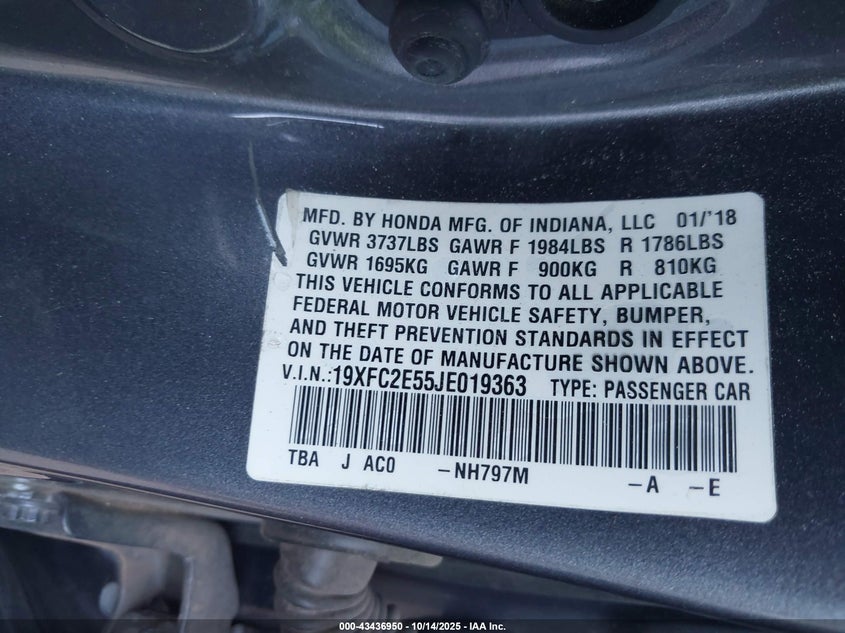 MFD. BY HONDA MFG. OF INDIANA, LLC 01/'18
GVWR 3737LBS GAWR F 1984LBS R 1786LBS
GVWR 1695KG GAWR F 900KG R 810KG
THIS VEHICLE CONFORMS TO ALL APPLICABLE
FEDERAL MOTOR VEHICLE SAFETY, BUMPER,
AND THEFT PREVENTION STANDARDS IN EFFECT
ON THE DATE OF MANUFACTURE SHOWN ABOVE.
V.I.N.:19XFC2E55JE019363 TYPE: PASSENGER CAR
TBA J AC0 -NH797M -A -E
000-43436950 - 10/14/2025 - IAA Inc.